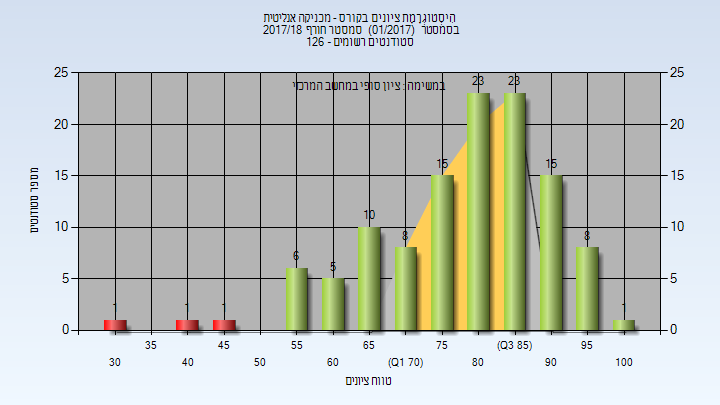 היסטוגרמת ציונים בקורס - מכניקה אנליטית
בסמסטר (01/2017) סמסטר חורף 2017/18
סטודנטים רשומים - 126
במשימה : ציון סופי במחשב המרכזי
25 25
20 20
15 15
10 10
5 5
0 0
1 1 1 6 5 10 8 15 23 23 15 8 1
מספר סטודנטים
35 45 55 65 75 (Q3 85) 95
30 40 50 60 (Q1 70) 80 90 100
טווח ציונים